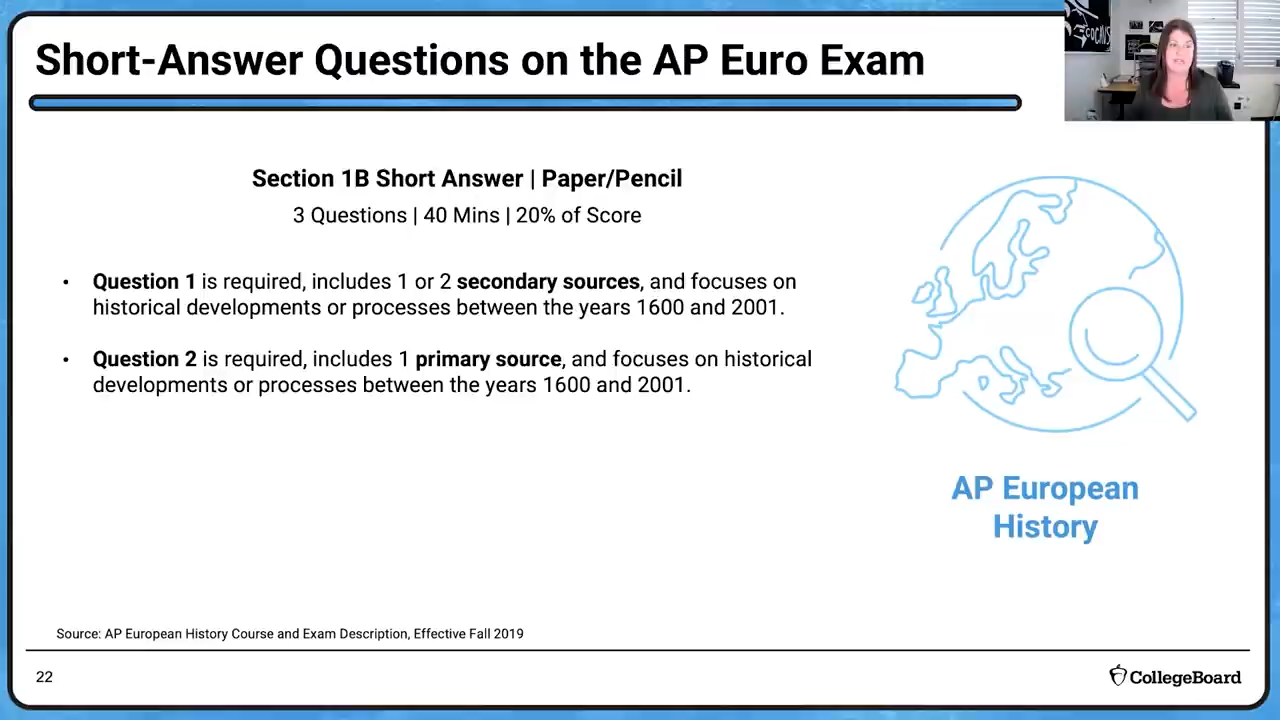 Short-Answer Questions on the AP Euro Exam
Section 1B Short Answer | Paper/Pencil
3 Questions | 40 Mins | 20% of Score
• Question 1 is required, includes 1 or 2 secondary sources, and focuses on
historical developments or processes between the years 1600 and 2001.
• Question 2 is required, includes 1 primary source, and focuses on historical
developments or processes between the years 1600 and 2001.
AP European
History
Source: AP European History Course and Exam Description, Effective Fall 2019
22
CollegeBoard